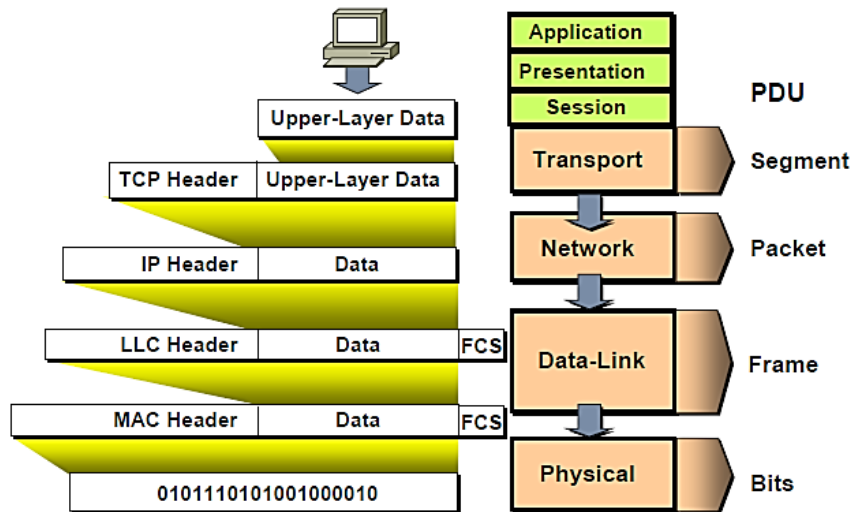 Application
Presentation
Session
PDU
Upper-Layer Data
Transport
Segment
TCP Header Upper-Layer Data
Network
Packet
IP Header Data
LLC Header Data FCS
Data-Link
Frame
MAC Header Data FCS
Physical
Bits
0101110101001000010